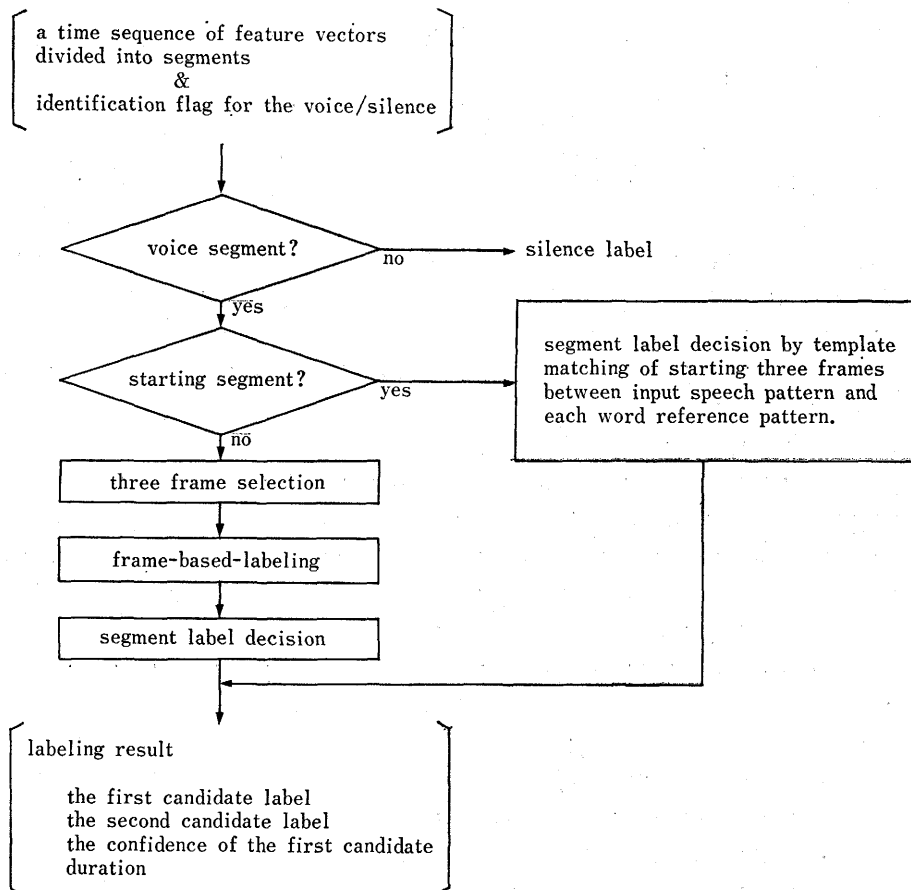 a time sequence of feature vectors
divided into segments
&
identification flag for the voice/silence
voice segment?
no
silence label
yes
starting segment?
yes
segment label decision by template
matching of starting three frames
between input speech pattern and
each word reference pattern.
no
three frame selection
frame-based-labeling
segment label decision
labeling result
the first candidate label
the second candidate label
the confidence of the first candidate
duration